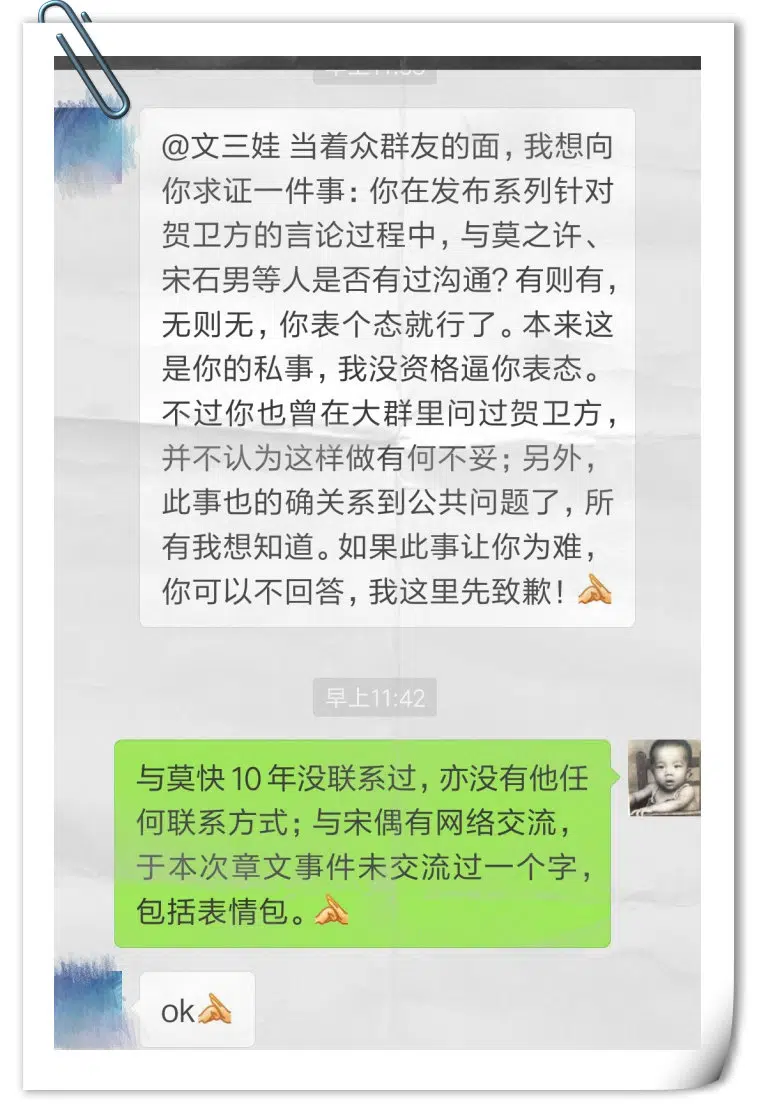 @文三娃 当着众群友的面，我想向
你求证一件事：你在发布系列针对
贺卫方的言论过程中，与莫之许、
宋石男等人是否有过沟通？有则有，
无则无，你表个态就行了。本来这
是你的私事，我没资格逼你表态。
不过你也曾在大群里问过贺卫方，
并不认为这样做有何不妥；另外，
此事也的确关系到公共问题了，所
有我想知道。如果此事让你为难，
你可以不回答，我这里先致歉！
早上11:42
与莫快10年没联系过，亦没有他任
何联系方式；与宋偶有网络交流，
于本次章文事件未交流过一个字，
包括表情包。
ok